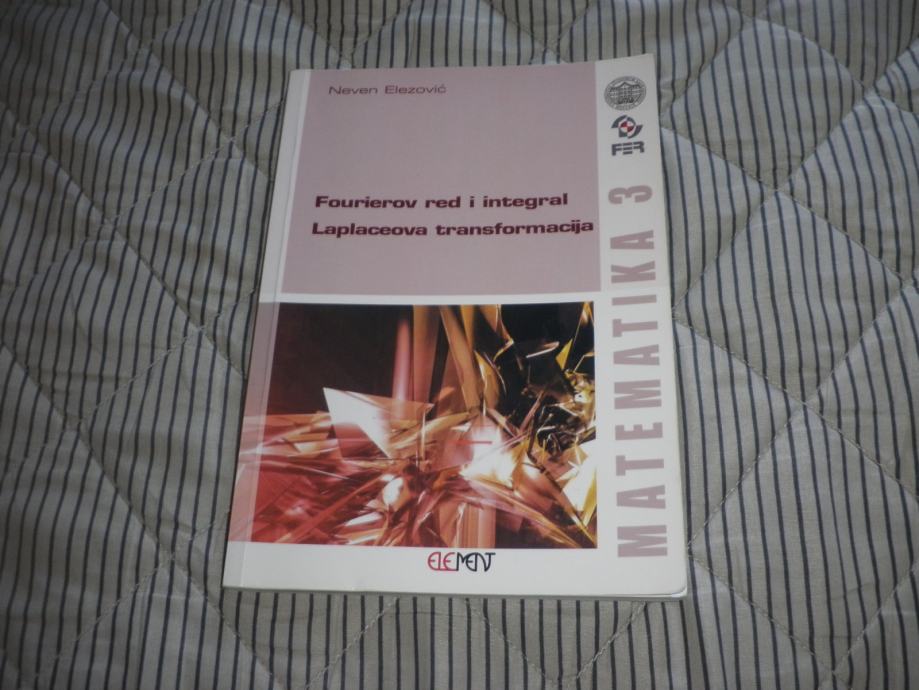 Neven Elezović
Fourierov red i integral
Laplaceova transformacija
MATEMATIKA 3
FER
ELEMENT